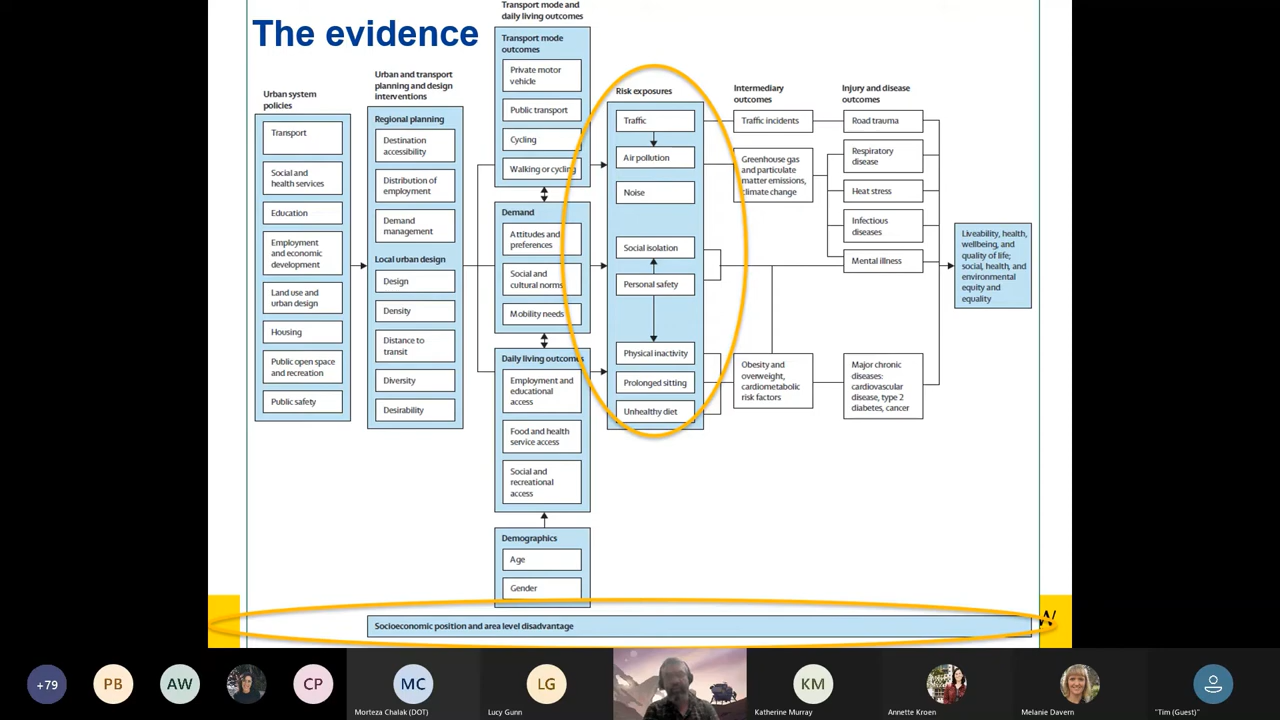 The evidence
Urban system
policies
Transport
Social and
health services
Education
Employment
and economic
development
Land use and
urban design
Housing
Public open space
and recreation
Public safety
Urban and transport
planning and design
interventions
Regional planning
Destination
accessibility
Distribution of
employment
Demand
management
Local urban design
Design
Density
Distance to
transit
Diversity
Desirability
Transport mode and
daily living outcomes
Transport mode
outcomes
Private motor
vehicle
Public transport
Cycling
Walking or cycling
Demand
Attitudes and
preferences
Social and
cultural norms
Mobility needs
Daily living outcomes
Employment and
educational
access
Food and health
service access
Social and
recreational
access
Demographics
Age
Gender
Risk exposures
Traffic
Air pollution
Noise
Social isolation
Personal safety
Physical inactivity
Prolonged sitting
Unhealthy diet
Intermediary
outcomes
Traffic incidents
Greenhouse gas
and particulate
matter emissions,
climate change
Obesity and
overweight,
cardiometabolic
risk factors
Injury and disease
outcomes
Road trauma
Respiratory
disease
Heat stress
Infectious
diseases
Mental illness
Major chronic
diseases:
cardiovascular
disease, type 2
diabetes, cancer
Liveability, health,
wellbeing, and
quality of life;
social, health, and
environmental
equity and
equality
Socioeconomic position and area level disadvantage
W
+79
PB
AW
CP
MC
Morteza Chalak (DOT)
LG
Lucy Gunn
KM
Katherine Murray
Annette Kroen
Melanie Davern
"Tim (Guest)"